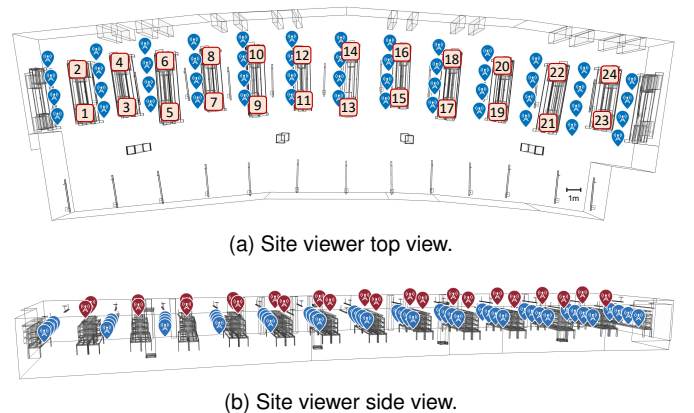 2 4 6 8 10 12 14 16 18 20 22 24
1 3 5 7 9 11 13 15 17 19 21 23
1m
(a) Site viewer top view.
(b) Site viewer side view.